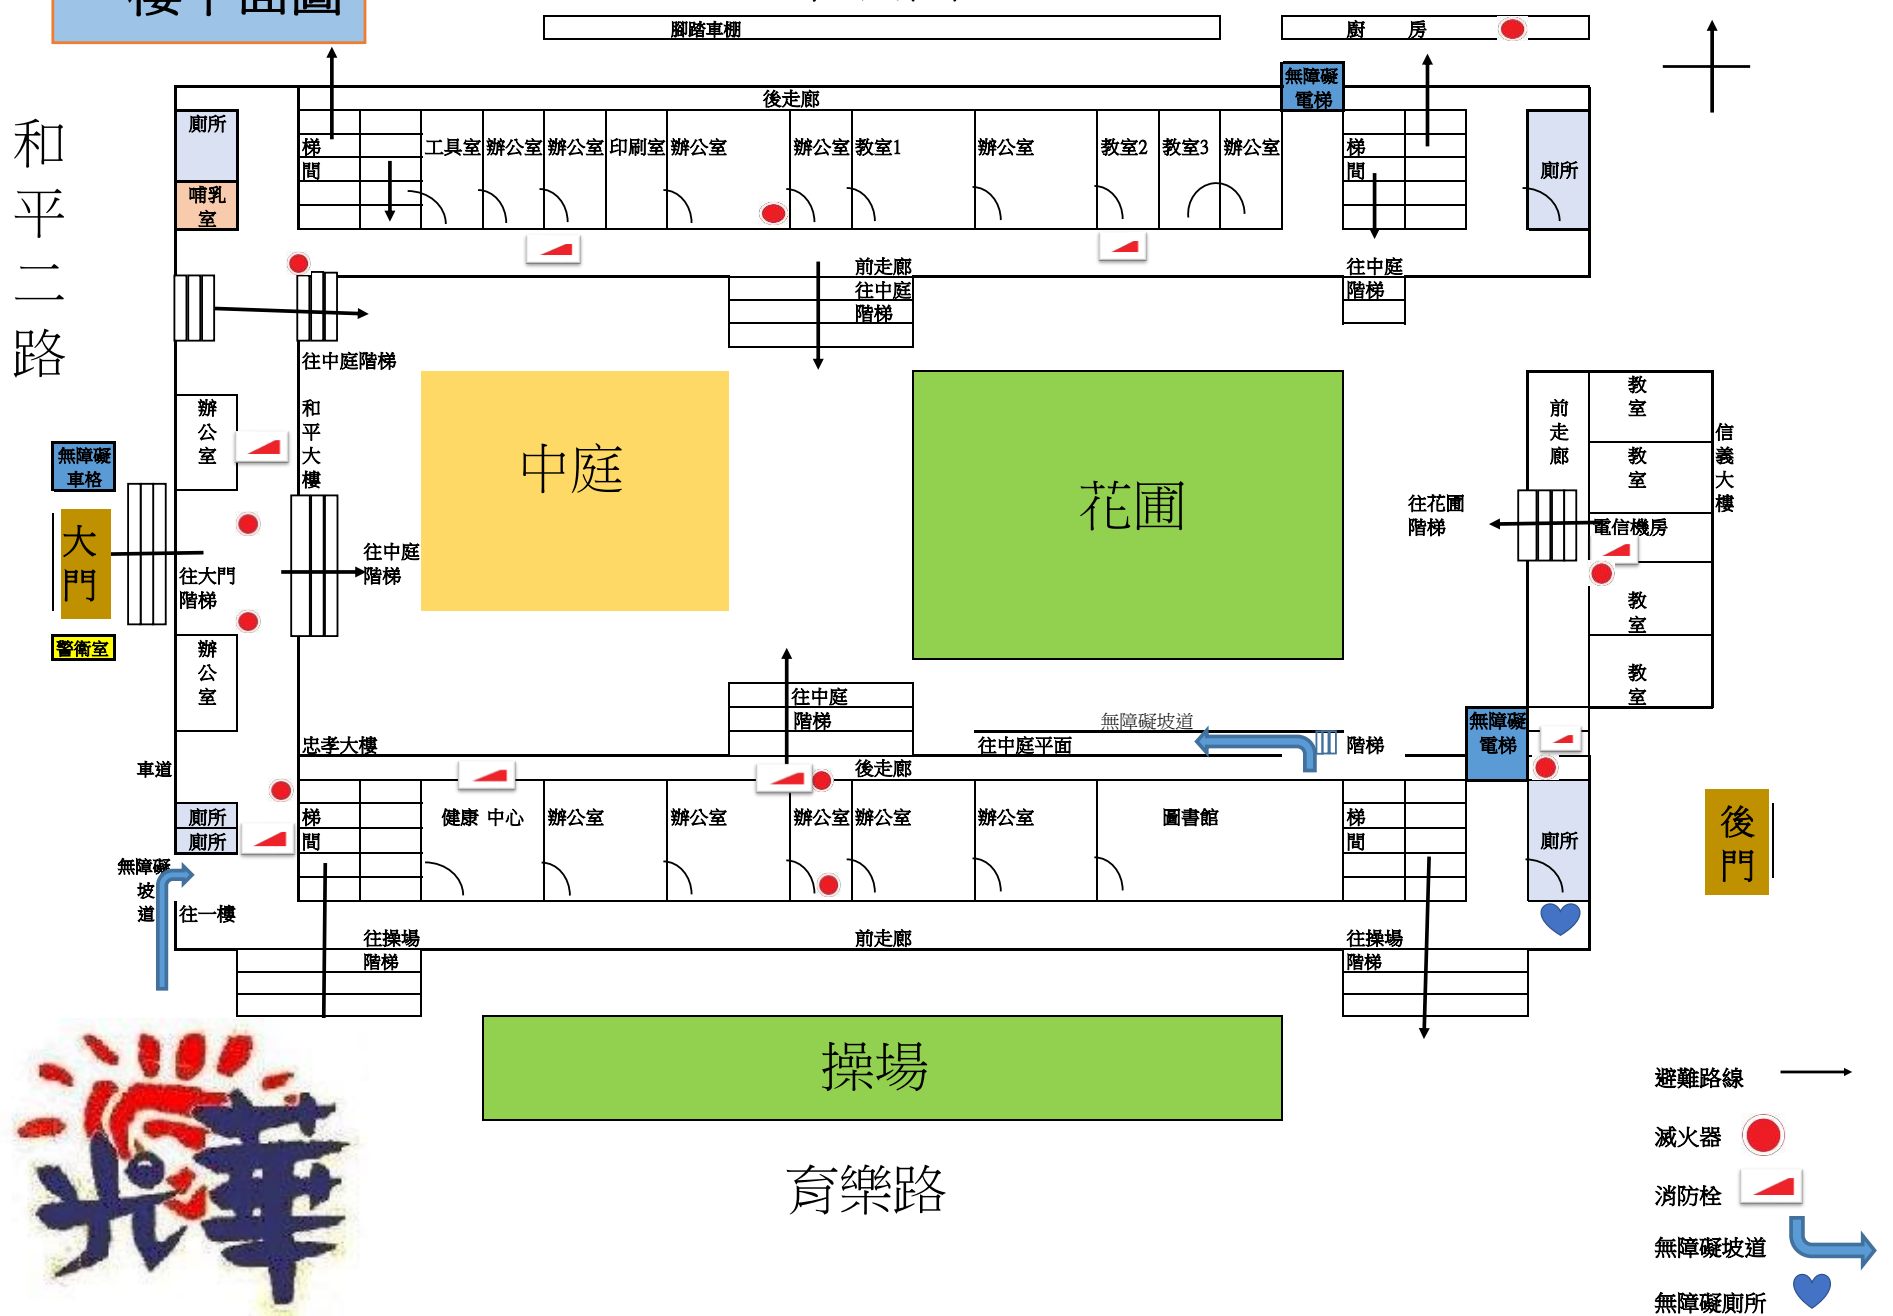 樓平面圖
腳踏車棚
廚 房
無障礙
電梯
後走廊
廁所
哺乳
室
梯
間
工具室
辦公室
辦公室
印刷室
辦公室
辦公室
教室1
辦公室
教室2
教室3
辦公室
梯
間
廁所
和
平
二
路
前走廊
往中庭
階梯
往中庭
階梯
往中庭階梯
辦
公
室
和
平
大
樓
中庭
花圃
前
走
廊
教
室
教
室
信
義
大
樓
無障礙
車格
大
門
往大門
階梯
往中庭
階梯
往花圃
階梯
電信機房
教
室
教
室
警衛室
辦
公
室
往中庭
階梯
無障礙坡道
往中庭平面
階梯
無障礙
電梯
忠孝大樓
車道
後走廊
廁所
廁所
梯
間
健康 中心
辦公室
辦公室
辦公室
辦公室
辦公室
圖書館
梯
間
廁所
後
門
無障礙
坡
道
往一樓
往操場
階梯
前走廊
往操場
階梯
操場
育樂路
光華
避難路線
滅火器
消防栓
無障礙坡道
無障礙廁所